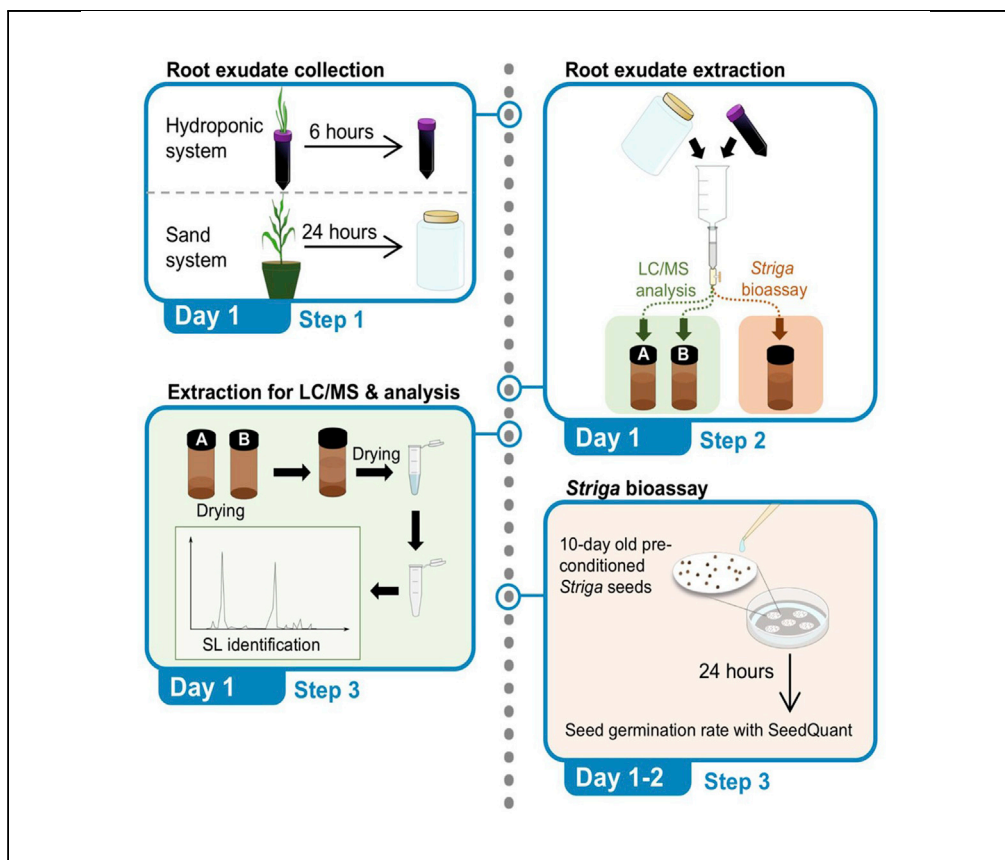 Root exudate collection
Hydroponic
system
6 hours
Sand
system
24 hours
Day 1
Step 1
Root exudate extraction
LC/MS
analysis
Striga
bioassay
A
B
Day 1
Step 2
Extraction for LC/MS & analysis
A
B
Drying
Drying
SL identification
Day 1
Step 3
Striga bioassay
10-day old pre-
conditioned
Striga seeds
24 hours
Seed germination rate with SeedQuant
Day 1-2
Step 3